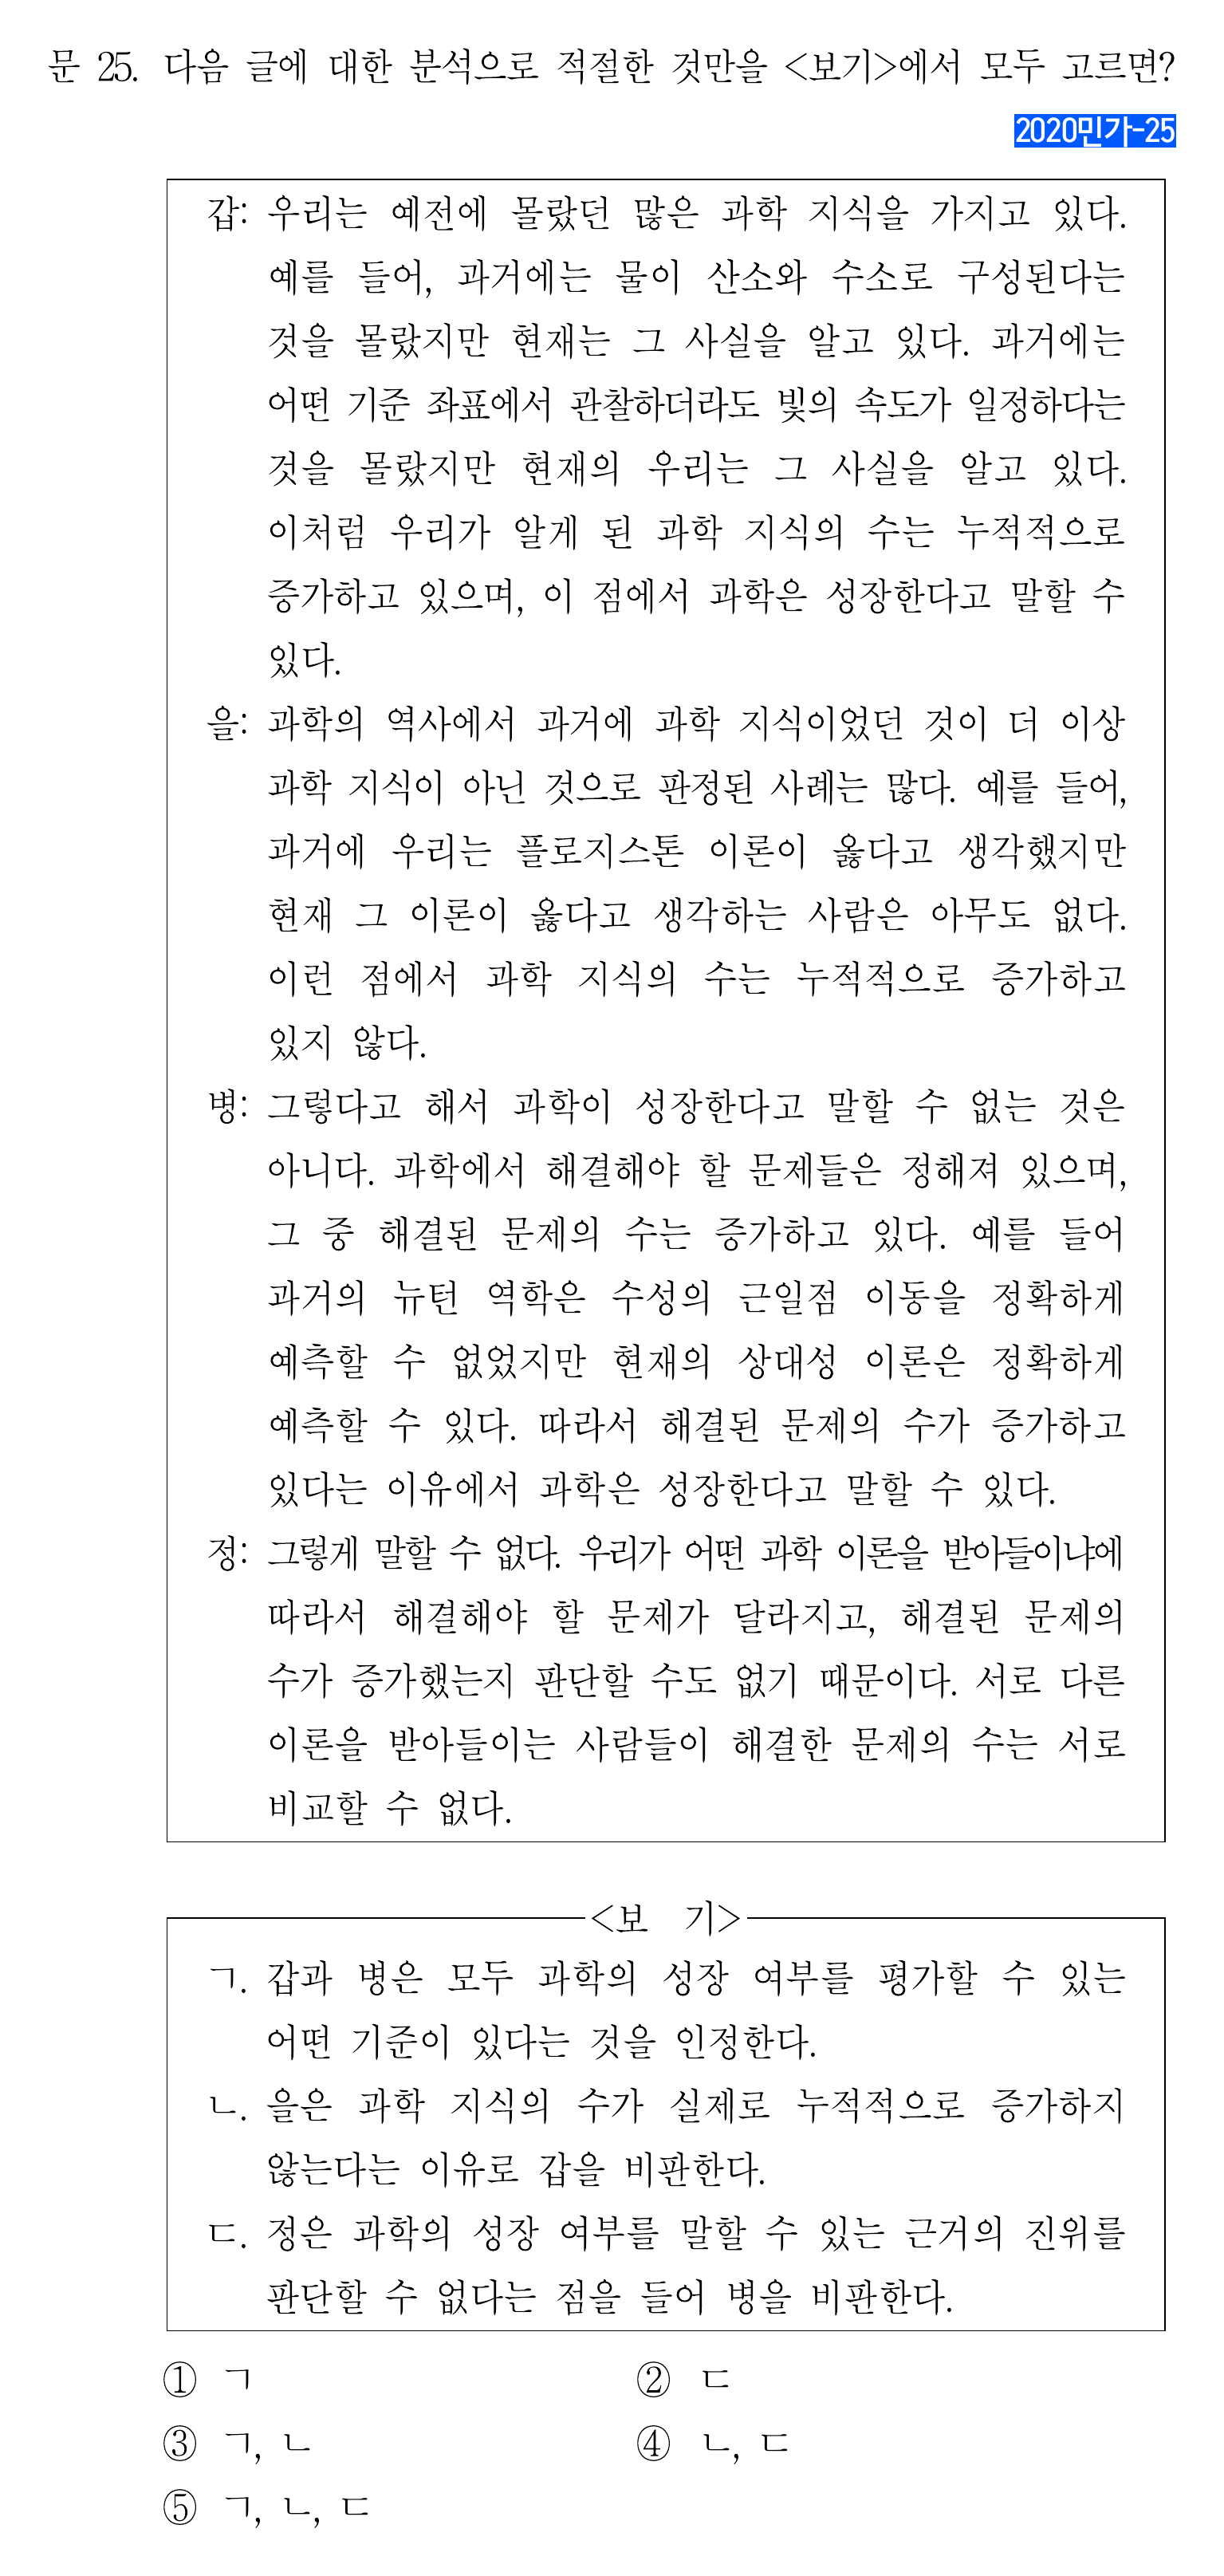 문 25. 다음 글에 대한 분석으로 적절한 것만을 <보기>에서 모두 고르면?
2020민가-25
갑: 우리는 예전에 몰랐던 많은 과학 지식을 가지고 있다.
예를 들어, 과거에는 물이 산소와 수소로 구성된다는
것을 몰랐지만 현재는 그 사실을 알고 있다. 과거에는
어떤 기준 좌표에서 관찰하더라도 빛의 속도가 일정하다는
것을 몰랐지만 현재의 우리는 그 사실을 알고 있다.
이처럼 우리가 알게 된 과학 지식의 수는 누적적으로
증가하고 있으며, 이 점에서 과학은 성장한다고 말할 수
있다.
을: 과학의 역사에서 과거에 과학 지식이었던 것이 더 이상
과학 지식이 아닌 것으로 판정된 사례는 많다. 예를 들어,
과거에 우리는 플로지스톤 이론이 옳다고 생각했지만
현재 그 이론이 옳다고 생각하는 사람은 아무도 없다.
이런 점에서 과학 지식의 수는 누적적으로 증가하고
있지 않다.
병: 그렇다고 해서 과학이 성장한다고 말할 수 없는 것은
아니다. 과학에서 해결해야 할 문제들은 정해져 있으며,
그 중 해결된 문제의 수는 증가하고 있다. 예를 들어
과거의 뉴턴 역학은 수성의 근일점 이동을 정확하게
예측할 수 없었지만 현재의 상대성 이론은 정확하게
예측할 수 있다. 따라서 해결된 문제의 수가 증가하고
있다는 이유에서 과학은 성장한다고 말할 수 있다.
정: 그렇게 말할 수 없다. 우리가 어떤 과학 이론을 받아들이냐에
따라서 해결해야 할 문제가 달라지고, 해결된 문제의
수가 증가했는지 판단할 수도 없기 때문이다. 서로 다른
이론을 받아들이는 사람들이 해결한 문제의 수는 서로
비교할 수 없다.
<보 기>
ㄱ. 갑과 병은 모두 과학의 성장 여부를 평가할 수 있는
어떤 기준이 있다는 것을 인정한다.
ㄴ. 을은 과학 지식의 수가 실제로 누적적으로 증가하지
않는다는 이유로 갑을 비판한다.
ㄷ. 정은 과학의 성장 여부를 말할 수 있는 근거의 진위를
판단할 수 없다는 점을 들어 병을 비판한다.
① ㄱ ② ㄷ
③ ㄱ, ㄴ ④ ㄴ, ㄷ
⑤ ㄱ, ㄴ, ㄷ